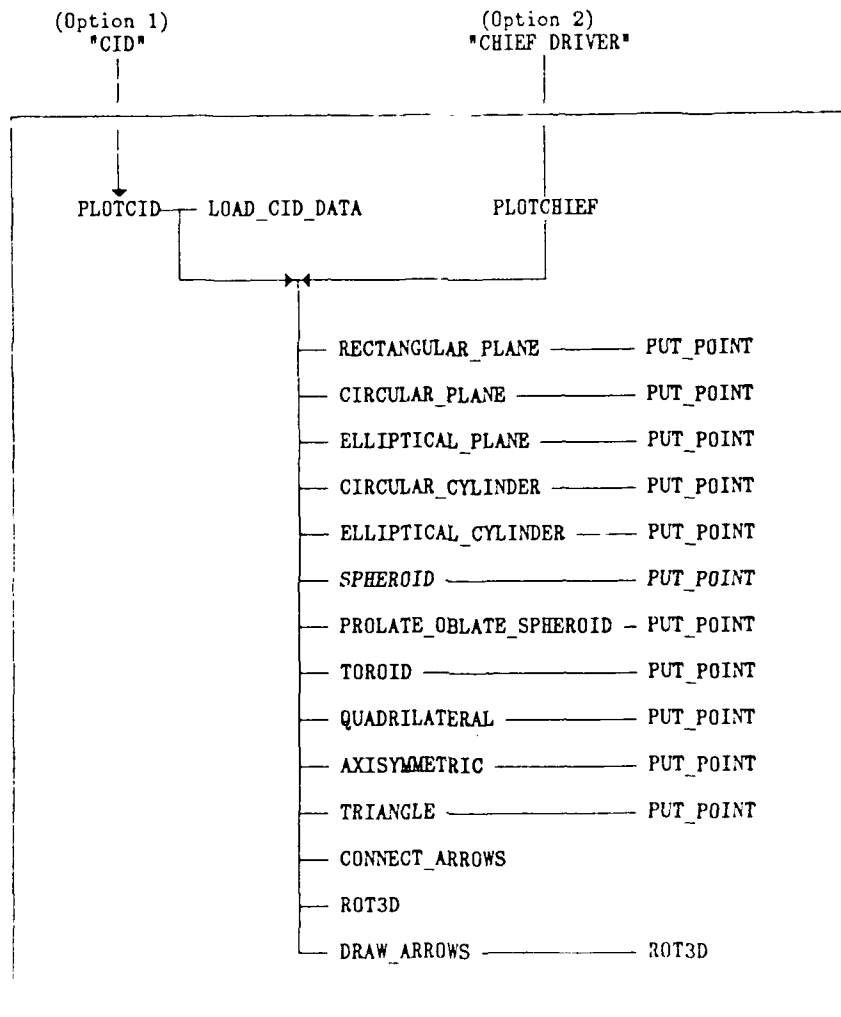 (Option 1) (Option 2)
"CID" "CHIEF DRIVER"
PLOTCID LOAD_CID_DATA PLOTCHIEF
RECTANGULAR_PLANE PUT_POINT
CIRCULAR_PLANE PUT_POINT
ELLIPTICAL_PLANE PUT_POINT
CIRCULAR_CYLINDER PUT_POINT
ELLIPTICAL_CYLINDER PUT_POINT
SPHEROID PUT_POINT
PROLATE_OBLATE_SPHEROID PUT_POINT
TOROID PUT_POINT
QUADRILATERAL PUT_POINT
AXISYMMETRIC PUT_POINT
TRIANGLE PUT_POINT
CONNECT_ARROWS
ROT3D
DRAW_ARROWS ROT3D